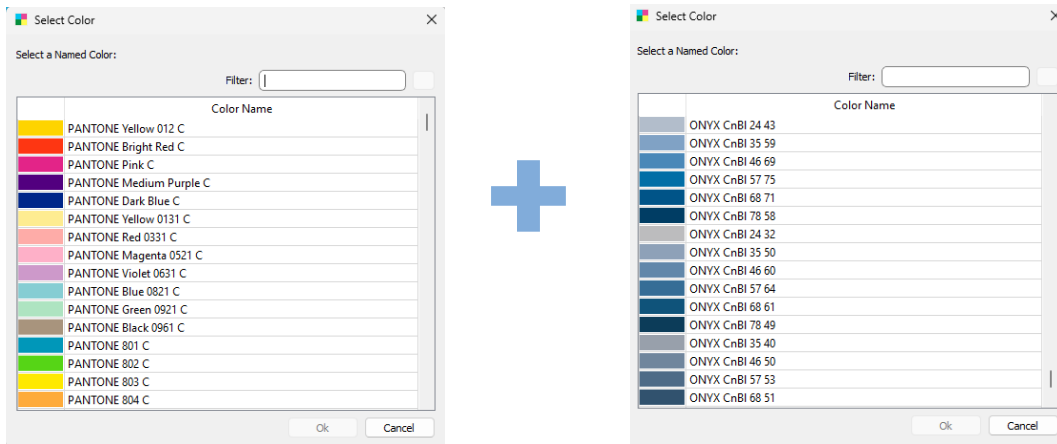 Select Color
Select a Named Color:
Filter:
Color Name
PANTONE Yellow 012 C
PANTONE Bright Red C
PANTONE Pink C
PANTONE Medium Purple C
PANTONE Dark Blue C
PANTONE Yellow 0131 C
PANTONE Red 0331 C
PANTONE Magenta 0521 C
PANTONE Violet 0631 C
PANTONE Blue 0821 C
PANTONE Green 0921 C
PANTONE Black 0961 C
PANTONE 801 C
PANTONE 802 C
PANTONE 803 C
PANTONE 804 C
Ok Cancel
Select Color
Select a Named Color:
Filter:
Color Name
ONYX CnBl 24 43
ONYX CnBl 35 59
ONYX CnBl 46 69
ONYX CnBl 57 75
ONYX CnBl 68 71
ONYX CnBl 78 58
ONYX CnBl 24 32
ONYX CnBl 35 50
ONYX CnBl 46 60
ONYX CnBl 57 64
ONYX CnBl 68 61
ONYX CnBl 78 49
ONYX CnBl 35 40
ONYX CnBl 46 50
ONYX CnBl 57 53
ONYX CnBl 68 51
Ok Cancel